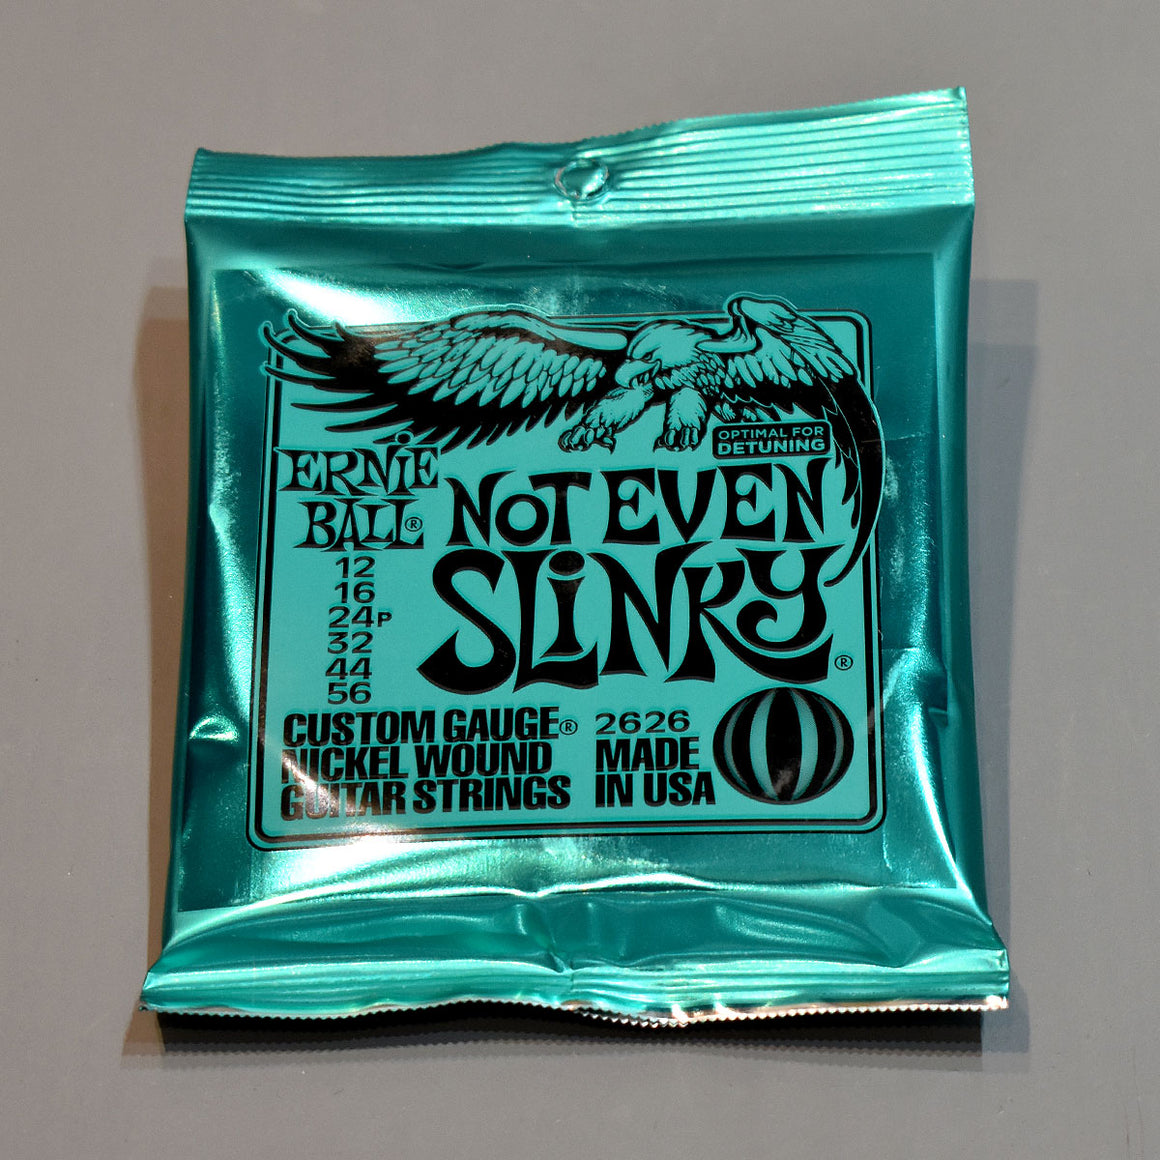 OPTIMAL FOR
DETUNING
ERNiE
BALL®
NOT EVEN
SLiNKY®
12
16
24P
32
44
56
CUSTOM GAUGE®
NICKEL WOUND
GUITAR STRINGS
2626
MADE
IN USA